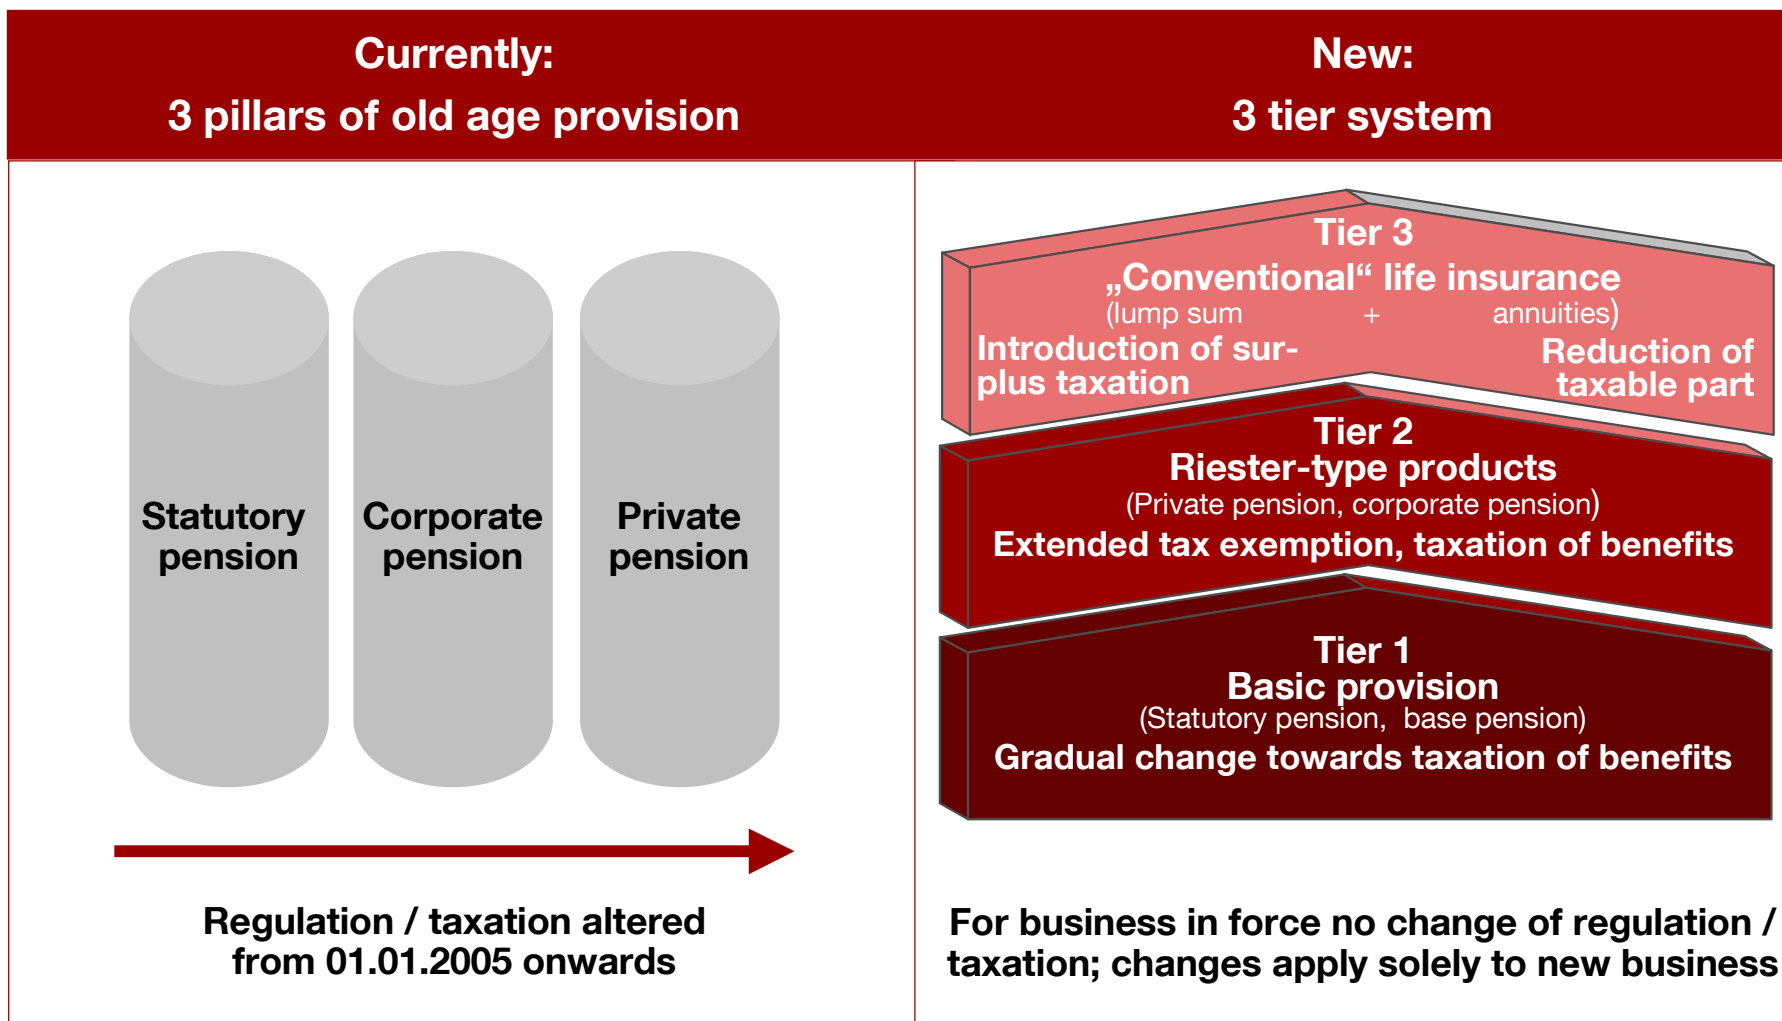 Currently:
3 pillars of old age provision
New:
3 tier system
Statutory
pension
Corporate
pension
Private
pension
Regulation / taxation altered
from 01.01.2005 onwards
Tier 3
„Conventional“ life insurance
(lump sum + annuities)
Introduction of sur-
plus taxation
Reduction of
taxable part
Tier 2
Riester-type products
(Private pension, corporate pension)
Extended tax exemption, taxation of benefits
Tier 1
Basic provision
(Statutory pension, base pension)
Gradual change towards taxation of benefits
For business in force no change of regulation /
taxation; changes apply solely to new business